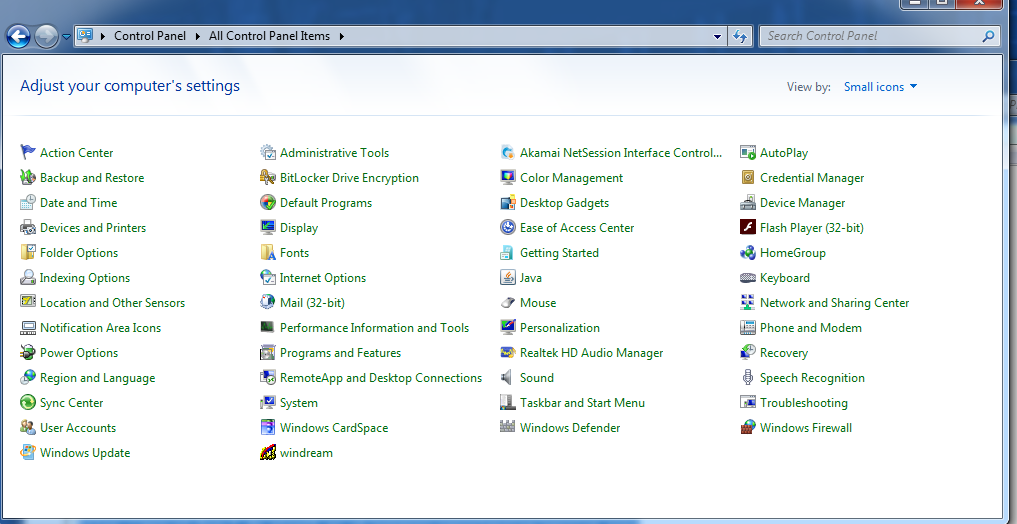 Control Panel
All Control Panel Items
Search Control Panel
Adjust your computer's settings
View by: Small icons
Action Center
Administrative Tools
Akamai NetSession Interface Control...
AutoPlay
Backup and Restore
BitLocker Drive Encryption
Color Management
Credential Manager
Date and Time
Default Programs
Desktop Gadgets
Device Manager
Devices and Printers
Display
Ease of Access Center
Flash Player (32-bit)
Folder Options
Fonts
Getting Started
HomeGroup
Indexing Options
Internet Options
Java
Keyboard
Location and Other Sensors
Mail (32-bit)
Mouse
Network and Sharing Center
Notification Area Icons
Performance Information and Tools
Personalization
Phone and Modem
Power Options
Programs and Features
Realtek HD Audio Manager
Recovery
Region and Language
RemoteApp and Desktop Connections
Sound
Speech Recognition
Sync Center
System
Taskbar and Start Menu
Troubleshooting
User Accounts
Windows CardSpace
Windows Defender
Windows Firewall
Windows Update
windream